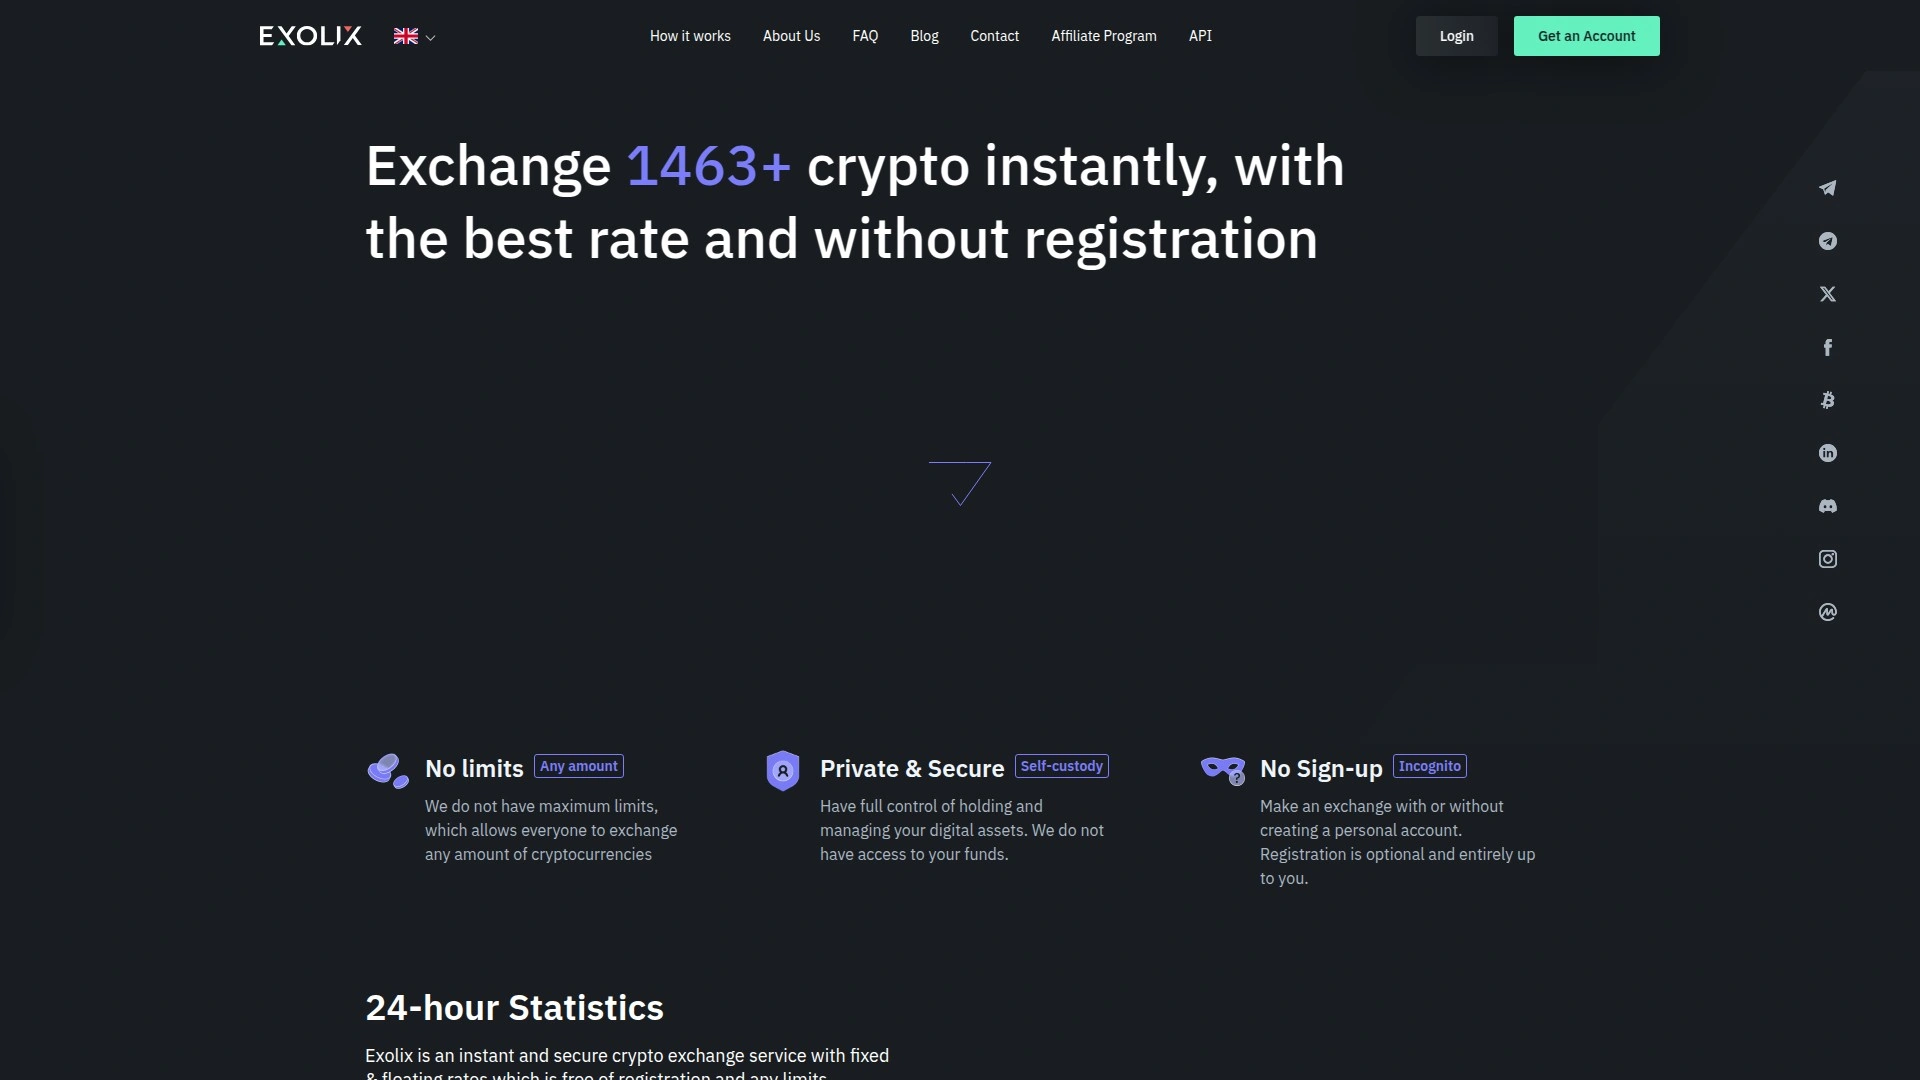 EXOLIX
How it works
About Us
FAQ
Blog
Contact
Affiliate Program
API
Login
Get an Account
Exchange 1463+ crypto instantly, with
the best rate and without registration
No limits
Any amount
We do not have maximum limits,
which allows everyone to exchange
any amount of cryptocurrencies
Private & Secure
Self-custody
Have full control of holding and
managing your digital assets. We do not
have access to your funds.
No Sign-up
Incognito
Make an exchange with or without
creating a personal account.
Registration is optional and entirely up
to you.
24-hour Statistics
Exolix is an instant and secure crypto exchange service with fixed
& floating rates which is free of registration and any limits.